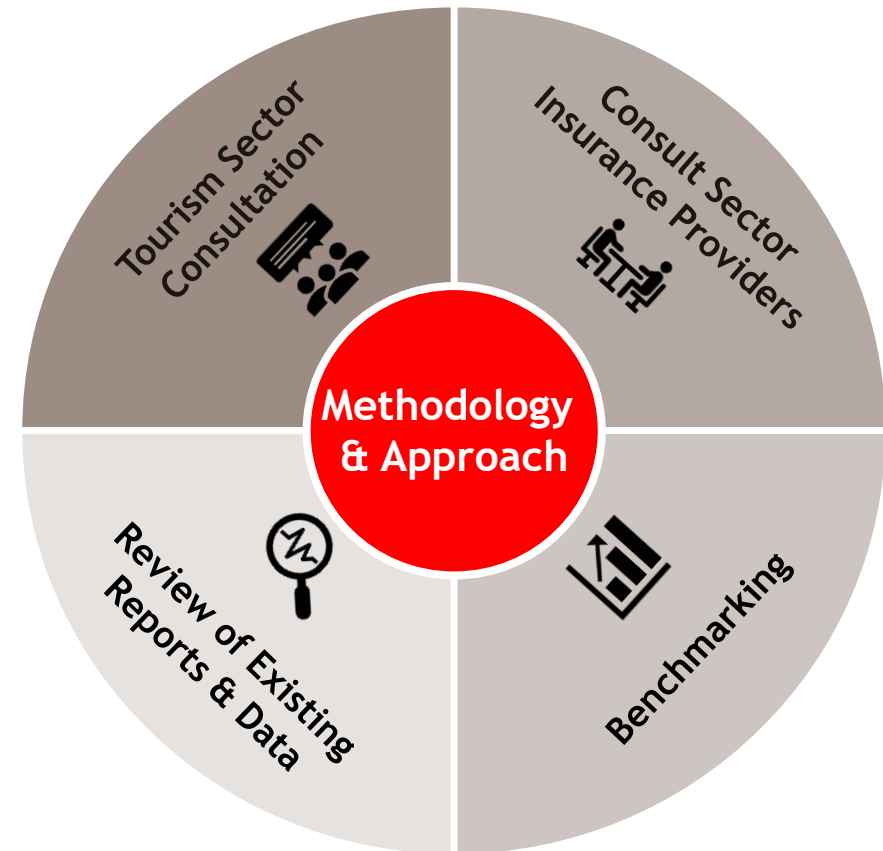 Tourism Sector
Consultation
Consult Sector
Insurance Providers
Methodology
& Approach
Review of Existing
Reports & Data
Benchmarking